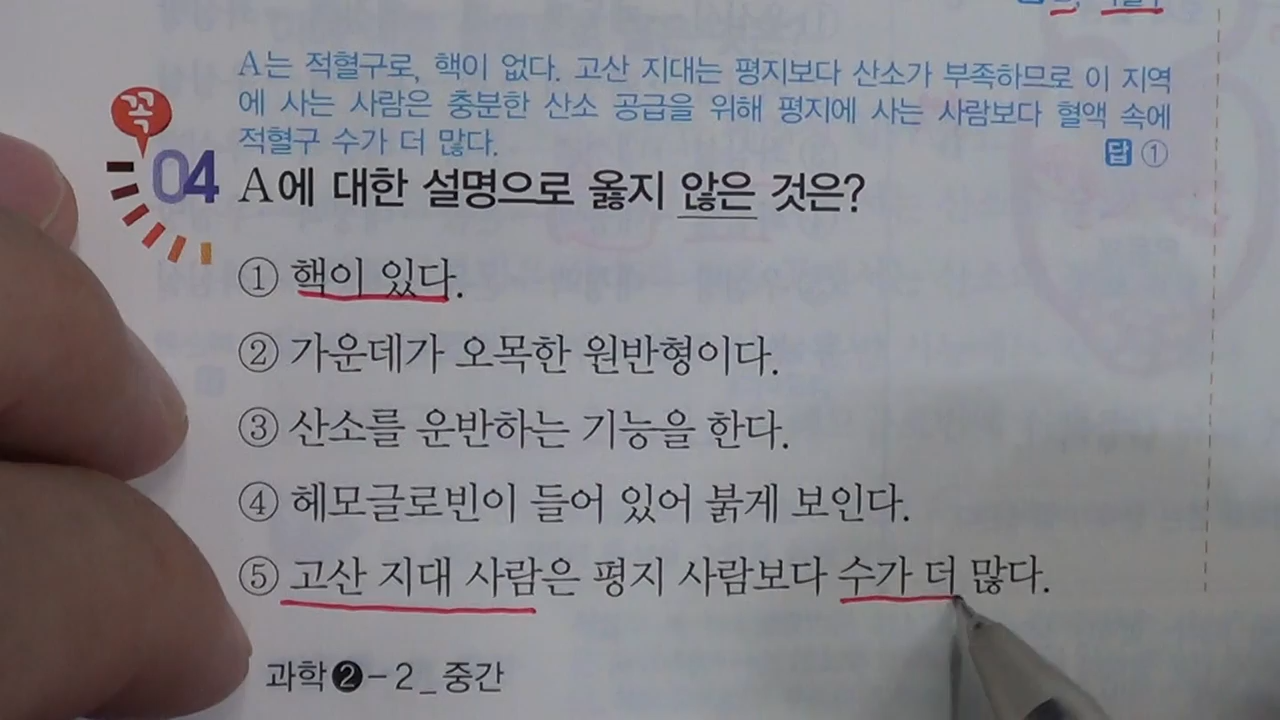 A는 적혈구로, 핵이 없다. 고산 지대는 평지보다 산소가 부족하므로 이 지역
에 사는 사람은 충분한 산소 공급을 위해 평지에 사는 사람보다 혈액 속에
적혈구 수가 더 많다. 답 ①
꼭
04 A에 대한 설명으로 옳지 않은 것은?
① 핵이 있다.
② 가운데가 오목한 원반형이다.
③ 산소를 운반하는 기능을 한다.
④ 헤모글로빈이 들어 있어 붉게 보인다.
⑤ 고산 지대 사람은 평지 사람보다 수가 더 많다.
과학❷-2_중간